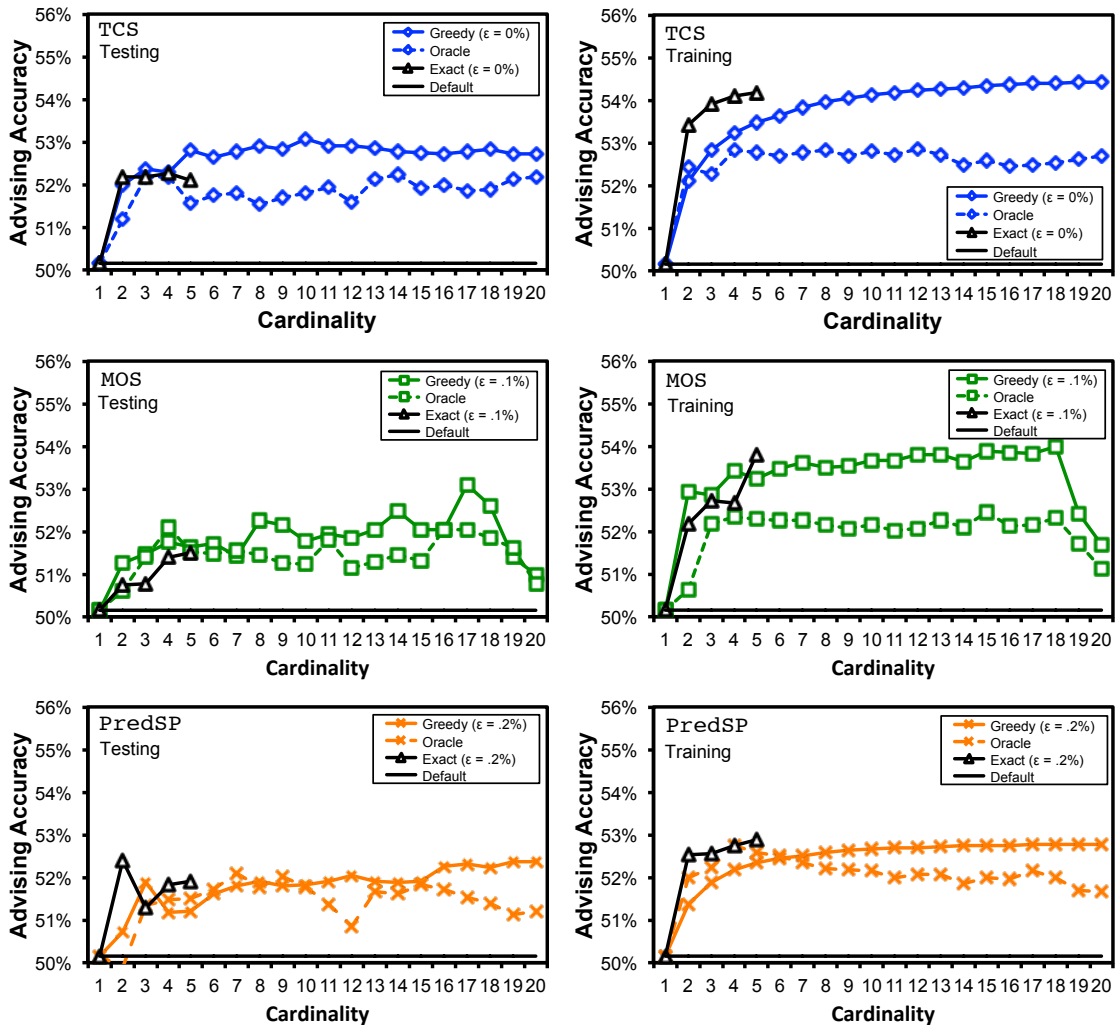 TCS
Testing
Greedy (ε = 0%)
Oracle
Exact (ε = 0%)
Default
56%
55%
54%
53%
52%
51%
50%
Advising Accuracy
1 2 3 4 5 6 7 8 9 10 11 12 13 14 15 16 17 18 19 20
Cardinality
TCS
Training
Greedy (ε = 0%)
Oracle
Exact (ε = 0%)
Default
56%
55%
54%
53%
52%
51%
50%
Advising Accuracy
1 2 3 4 5 6 7 8 9 10 11 12 13 14 15 16 17 18 19 20
Cardinality
MOS
Testing
Greedy (ε = .1%)
Oracle
Exact (ε = .1%)
Default
56%
55%
54%
53%
52%
51%
50%
Advising Accuracy
1 2 3 4 5 6 7 8 9 10 11 12 13 14 15 16 17 18 19 20
Cardinality
MOS
Training
Greedy (ε = .1%)
Oracle
Exact (ε = .1%)
Default
56%
55%
54%
53%
52%
51%
50%
Advising Accuracy
1 2 3 4 5 6 7 8 9 10 11 12 13 14 15 16 17 18 19 20
Cardinality
PredSP
Testing
Greedy (ε = .2%)
Oracle
Exact (ε = .2%)
Default
56%
55%
54%
53%
52%
51%
50%
Advising Accuracy
1 2 3 4 5 6 7 8 9 10 11 12 13 14 15 16 17 18 19 20
Cardinality
PredSP
Training
Greedy (ε = .2%)
Oracle
Exact (ε = .2%)
Default
56%
55%
54%
53%
52%
51%
50%
Advising Accuracy
1 2 3 4 5 6 7 8 9 10 11 12 13 14 15 16 17 18 19 20
Cardinality